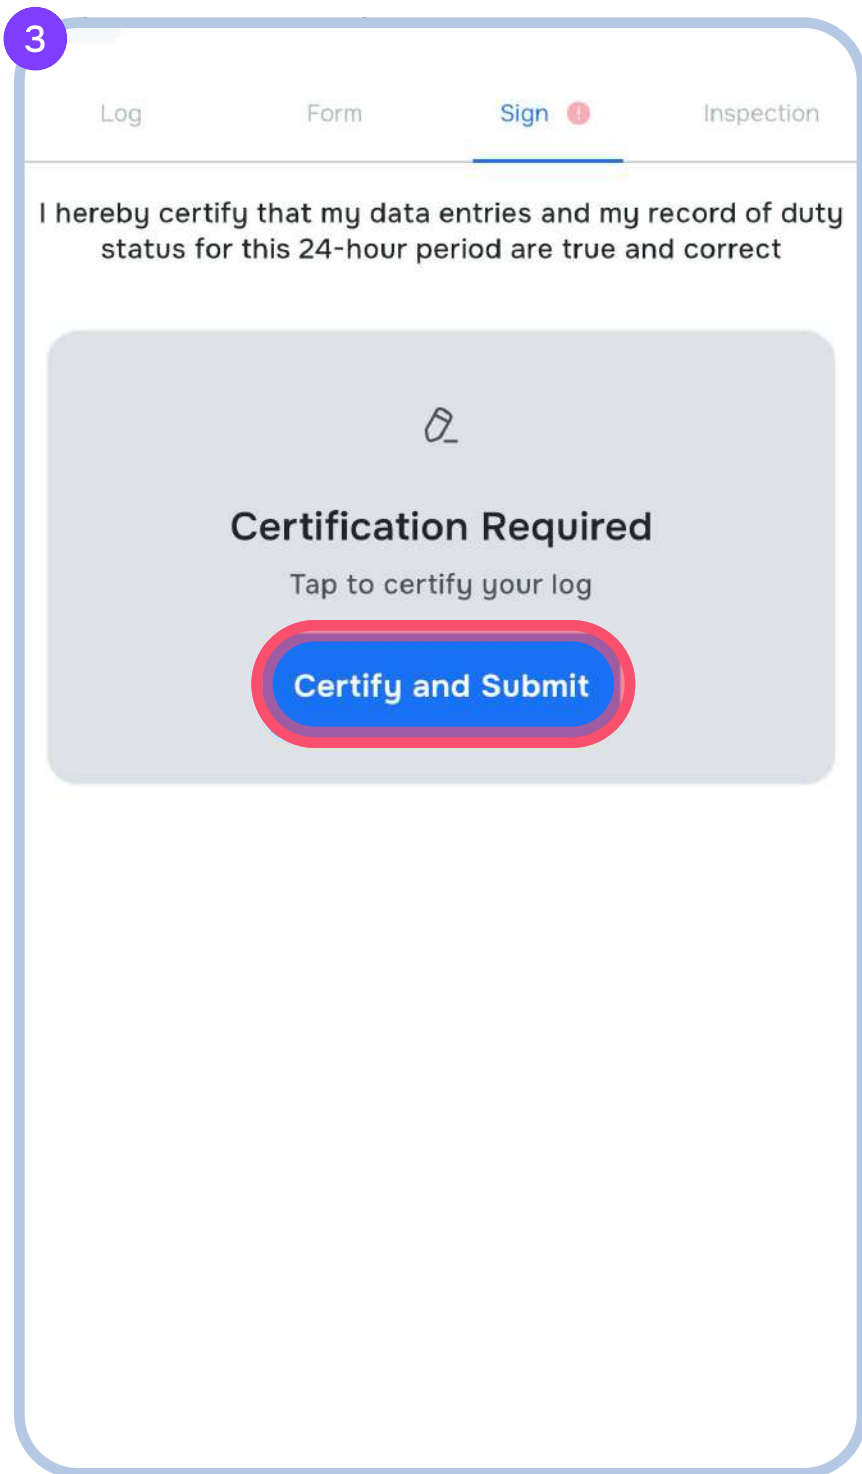 3
Log Form Sign ! Inspection
I hereby certify that my data entries and my record of duty
status for this 24-hour period are true and correct
Certification Required
Tap to certify your log
Certify and Submit